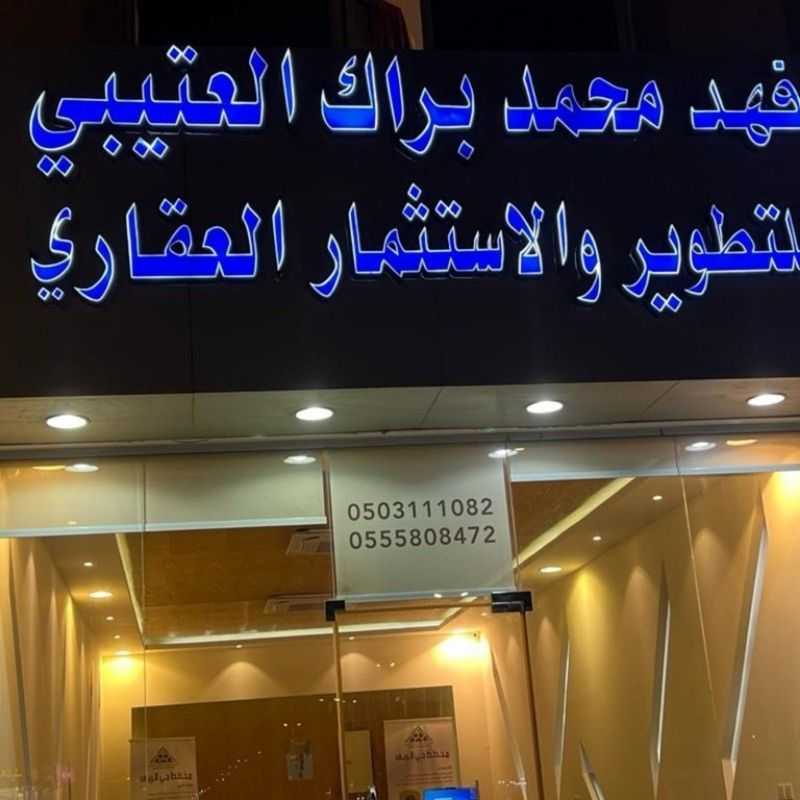 فهد محمد براك العتيبي
للتطوير والاستثمار العقاري
0503111082
0555808472